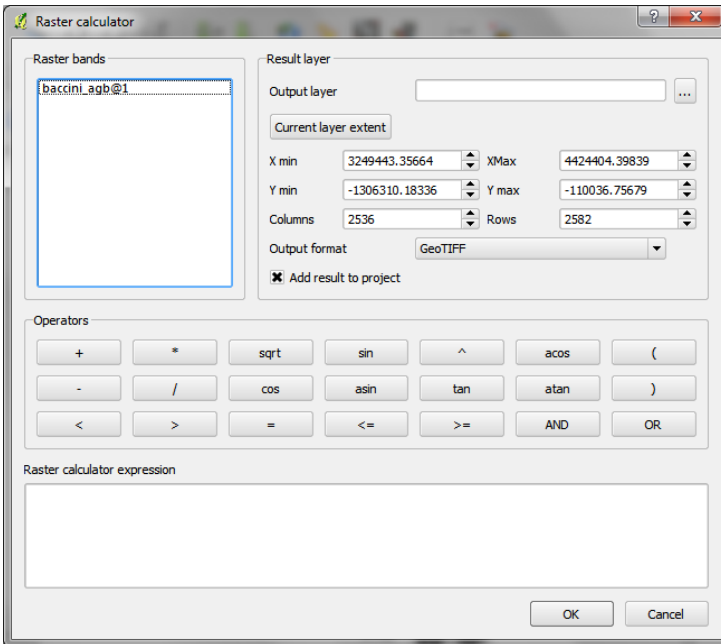 Raster calculator
Raster bands
baccini_agb@1
Result layer
Output layer
...
Current layer extent
X min 3249443.35664 XMax 4424404.39839
Y min -1306310.18336 Y max -110036.75679
Columns 2536 Rows 2582
Output format GeoTIFF
Add result to project
Operators
+ * sqrt sin ^ acos (
- / cos asin tan atan )
< > = <= >= AND OR
Raster calculator expression
OK Cancel